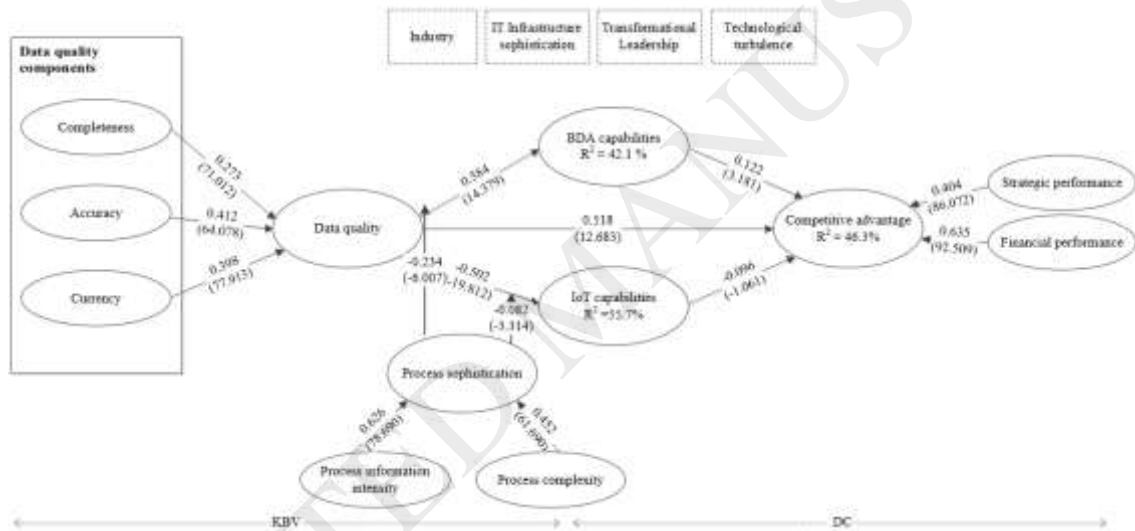 Industry
IT Infrastructure
sophistication
Transformational
Leadership
Technological
turbulence
Data quality
components
Completeness
Accuracy
Currency
0.273
(71.012)
0.412
(64.078)
0.398
(77.913)
Data quality
0.384
(14.379)
0.518
(12.683)
-0.234
(-6.007)
-0.502
-19.812)
-0.082
(-3.314)
BDA capabilities
R² = 42.1 %
IoT capabilities
R² =35.7%
0.122
(3.181)
-0.096
(-1.061)
Competitive advantage
R² = 46.3%
0.404
(86.072)
0.635
(92.509)
Strategic performance
Financial performance
Process sophistication
0.626
(78.690)
0.452
(61.690)
Process information
intensity
Process complexity
KBV
DC
TED MANUS